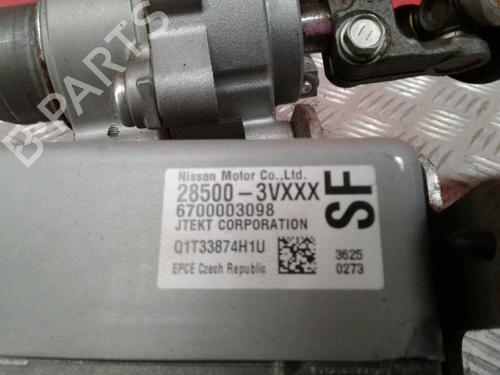 B-PARTS
Nissan Motor Co.,Ltd.
28500-3VXXX
6700003098
JTEKT CORPORATION
Q1T33874H1U
EPCE Czech Republic
3625
0273
SF